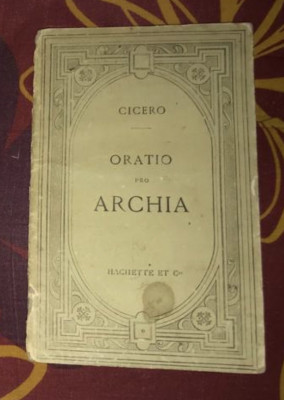 CICERO
ORATIO
PRO
ARCHIA
HACHETTE ET Cie